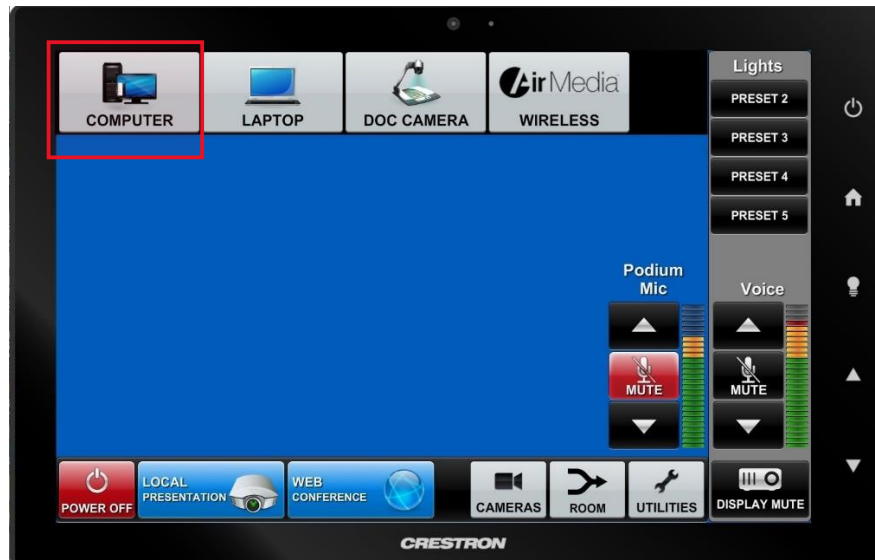 COMPUTER
LAPTOP
DOC CAMERA
AirMedia
WIRELESS
Lights
PRESET 2
PRESET 3
PRESET 4
PRESET 5
Podium
Mic
MUTE
Voice
MUTE
POWER OFF
LOCAL
PRESENTATION
WEB
CONFERENCE
CAMERAS
ROOM
UTILITIES
DISPLAY MUTE
CRESTRON